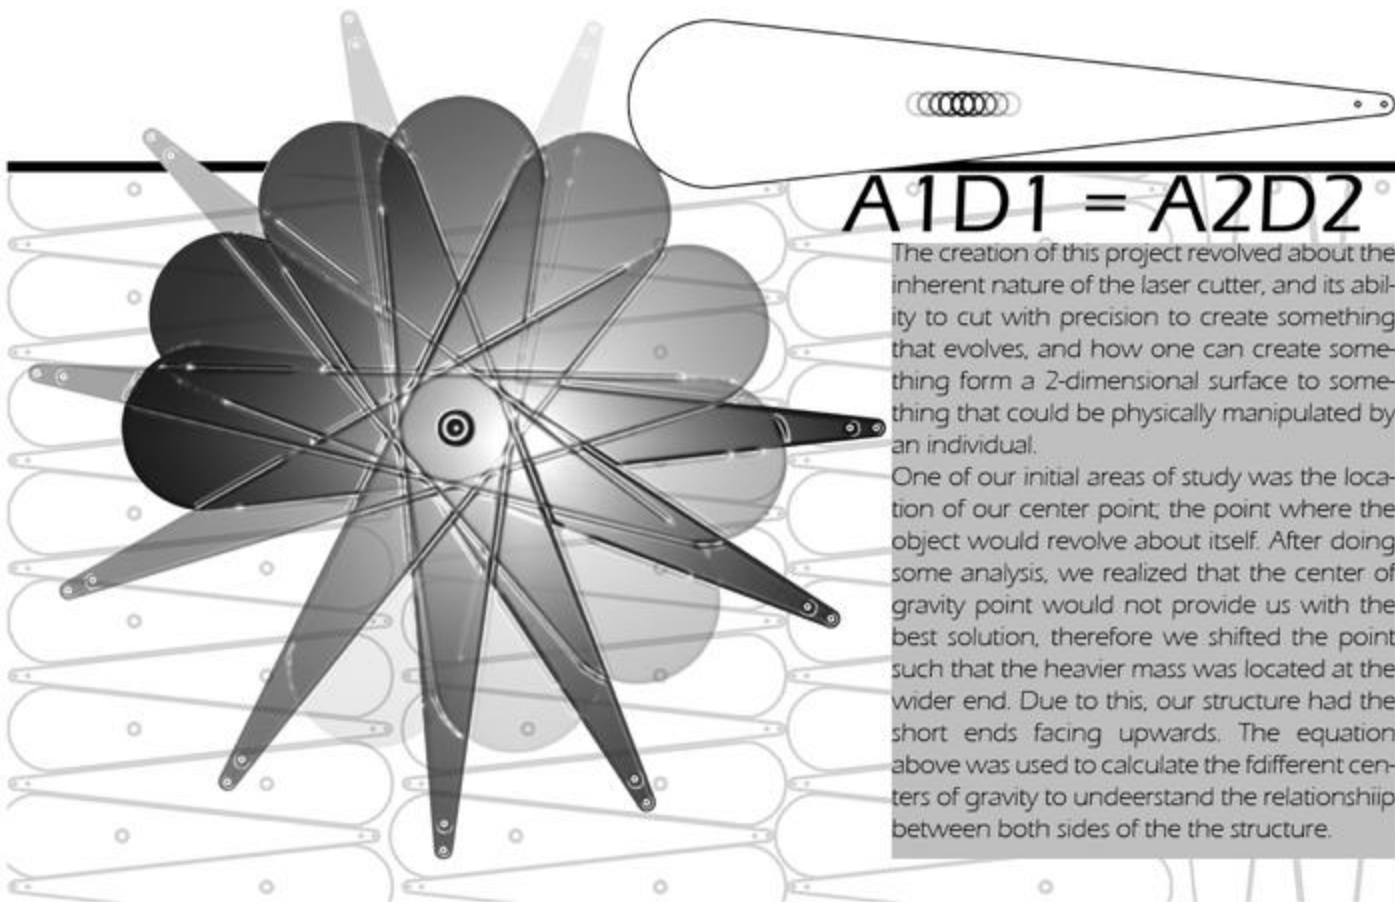 A1D1 = A2D2
The creation of this project revolved about the
inherent nature of the laser cutter, and its abil-
ity to cut with precision to create something
that evolves, and how one can create some-
thing form a 2-dimensional surface to some-
thing that could be physically manipulated by
an individual.
One of our initial areas of study was the loca-
tion of our center point; the point where the
object would revolve about itself. After doing
some analysis, we realized that the center of
gravity point would not provide us with the
best solution, therefore we shifted the point
such that the heavier mass was located at the
wider end. Due to this, our structure had the
short ends facing upwards. The equation
above was used to calculate the fdifferent cen-
ters of gravity to undeerstand the relationshiip
between both sides of the the structure.